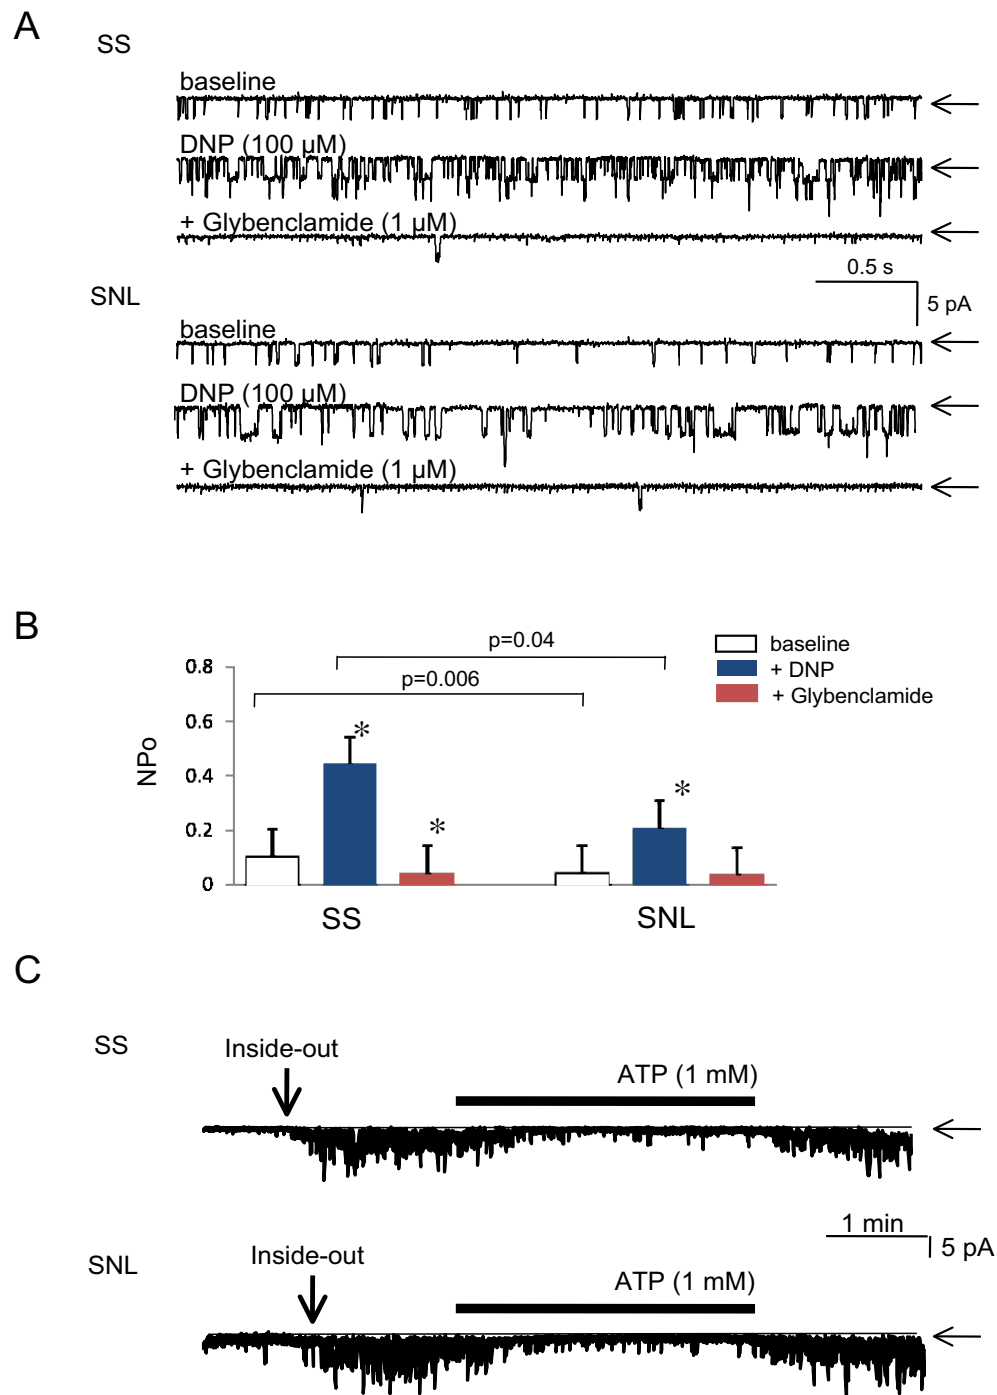 A
SS
baseline
DNP (100 µM)
+ Glybenclamide (1 µM)
0.5 s
5 pA
SNL
baseline
DNP (100 µM)
+ Glybenclamide (1 µM)
B
p=0.04
p=0.006
baseline
+ DNP
+ Glybenclamide
NPo
0.8
0.6
0.4
0.2
0
*
*
*
SS
SNL
C
SS
Inside-out
ATP (1 mM)
1 min
5 pA
SNL
Inside-out
ATP (1 mM)